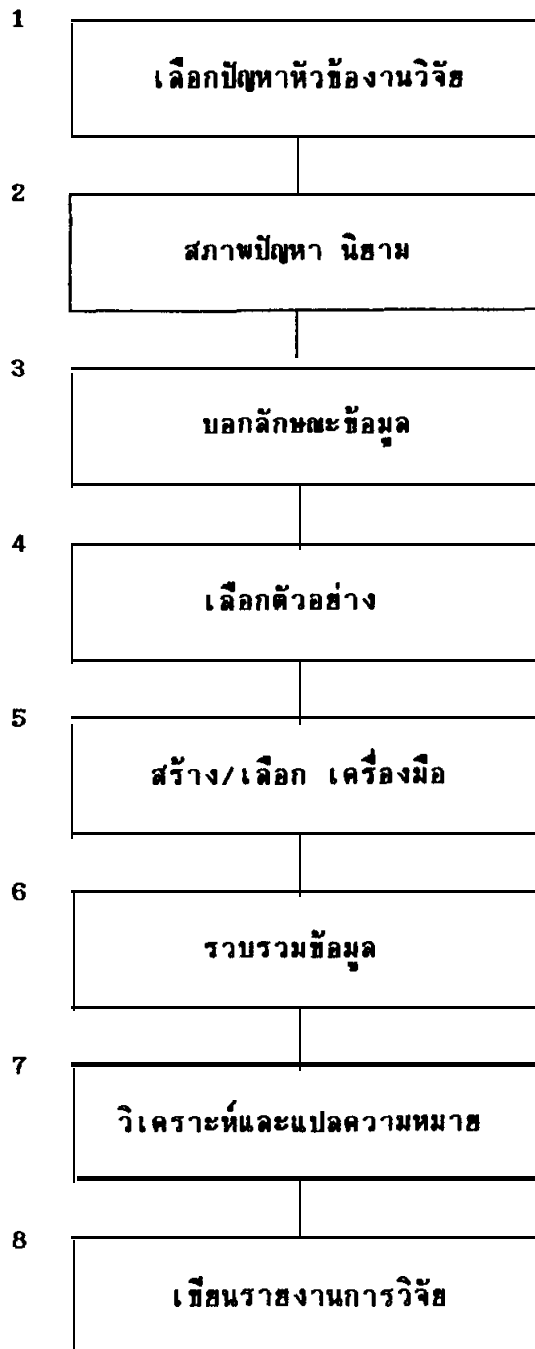 1
เลือกปัญหาหัวข้องานวิจัย
2
สภาพปัญหา นิยาม
3
บอกลักษณะข้อมูล
4
เลือกตัวอย่าง
5
สร้าง/เลือก เครื่องมือ
6
รวบรวมข้อมูล
7
วิเคราะห์และแปลความหมาย
8
เขียนรายงานการวิจัย